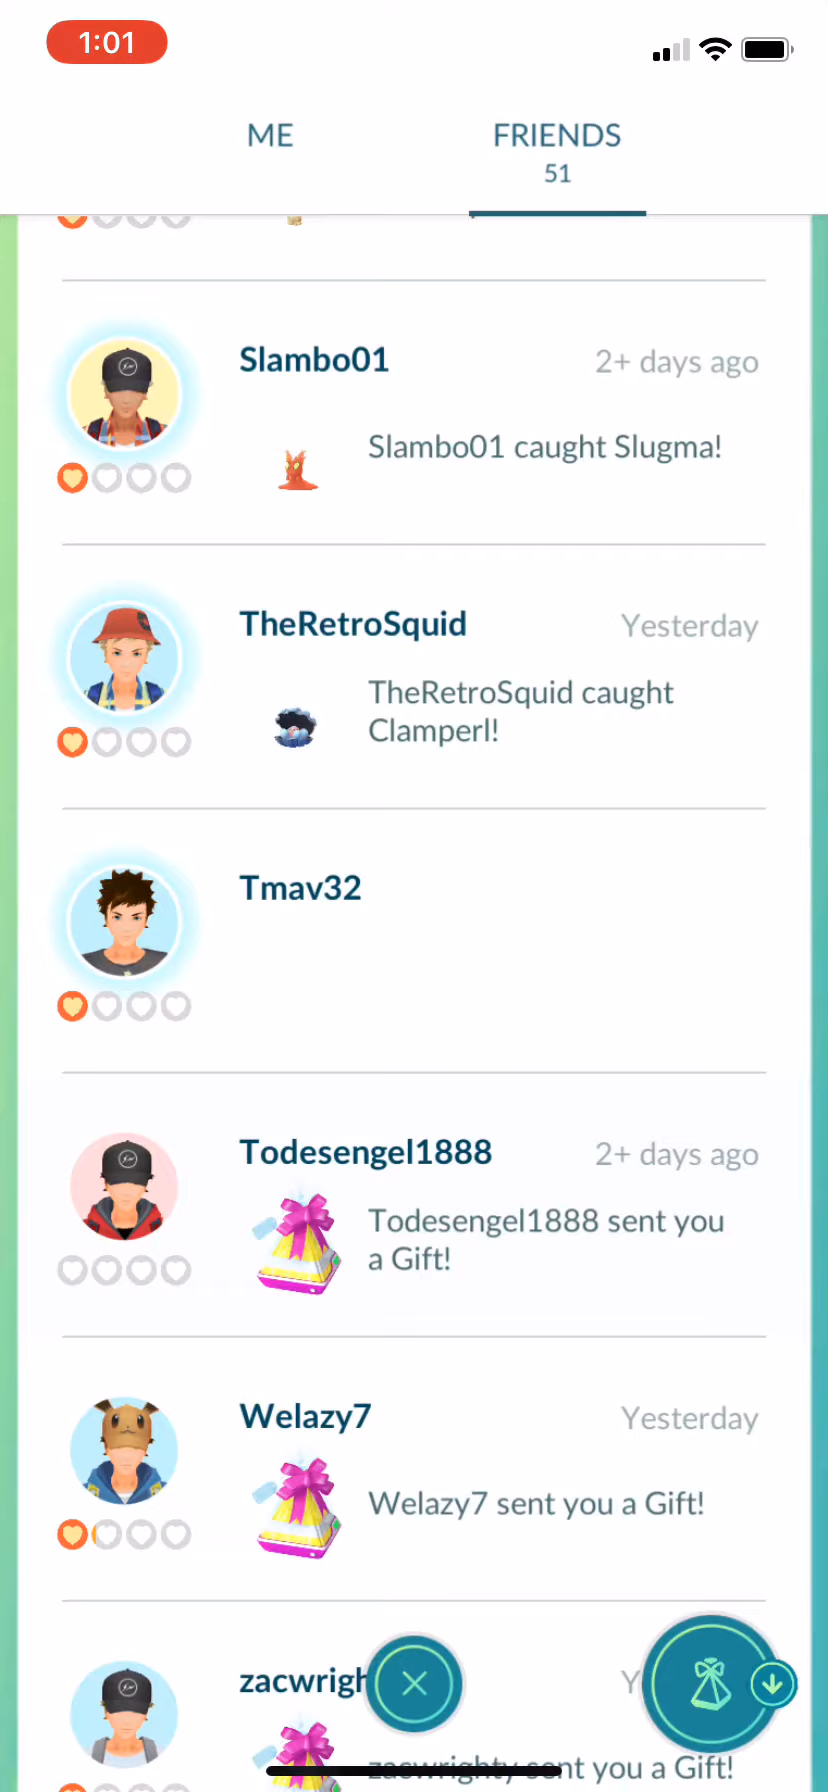 1:01
ME
FRIENDS
51
Slambo01
2+ days ago
Slambo01 caught Slugma!
TheRetroSquid
Yesterday
TheRetroSquid caught
Clamperl!
Tmav32
Todesengel1888
2+ days ago
Todesengel1888 sent you
a Gift!
Welazy7
Yesterday
Welazy7 sent you a Gift!
zacwrigh
Y
zacwrighty sent you a Gift!